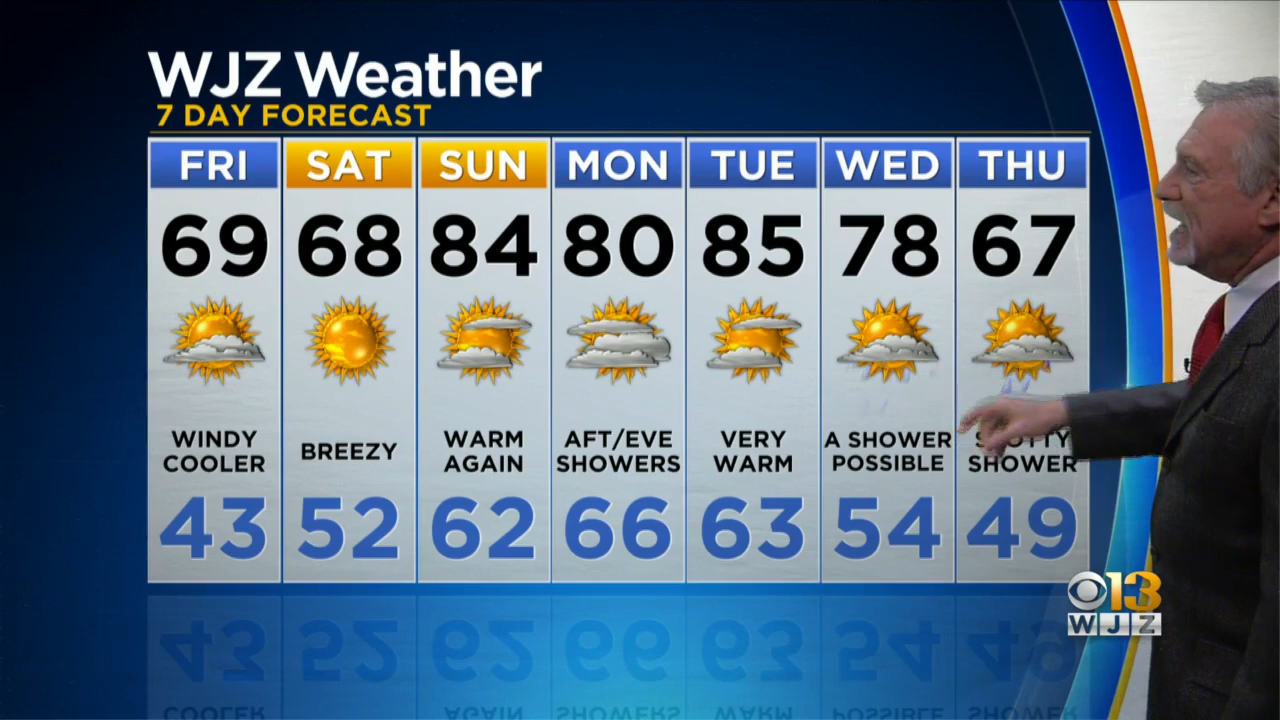 WJZ Weather
7 DAY FORECAST
FRI SAT SUN MON TUE WED THU
69 68 84 80 85 78 67
WINDY
COOLER
BREEZY
WARM
AGAIN
AFT/EVE
SHOWERS
VERY
WARM
A SHOWER
POSSIBLE
SHOWER
43 52 62 66 63 54 49
13
WJZ